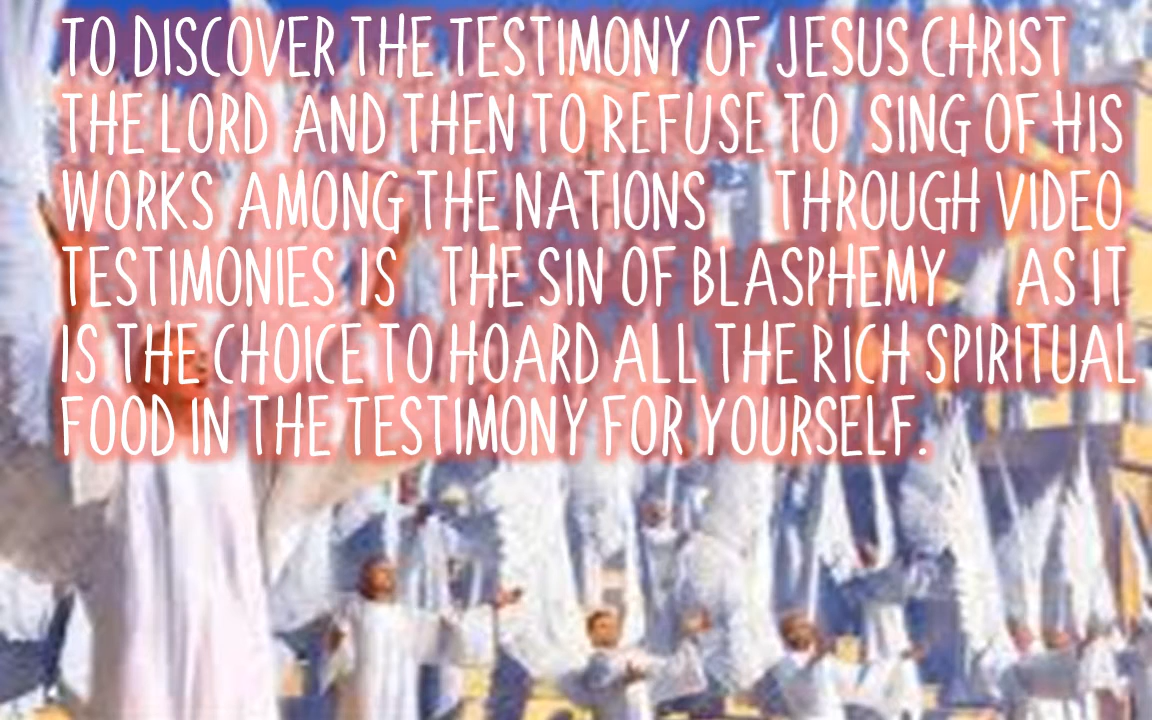 TO DISCOVER THE TESTIMONY OF JESUS CHRIST
THE LORD AND THEN TO REFUSE TO SING OF HIS
WORKS AMONG THE NATIONS THROUGH VIDEO
TESTIMONIES IS THE SIN OF BLASPHEMY AS IT
IS THE CHOICE TO HOARD ALL THE RICH SPIRITUAL
FOOD IN THE TESTIMONY FOR YOURSELF.